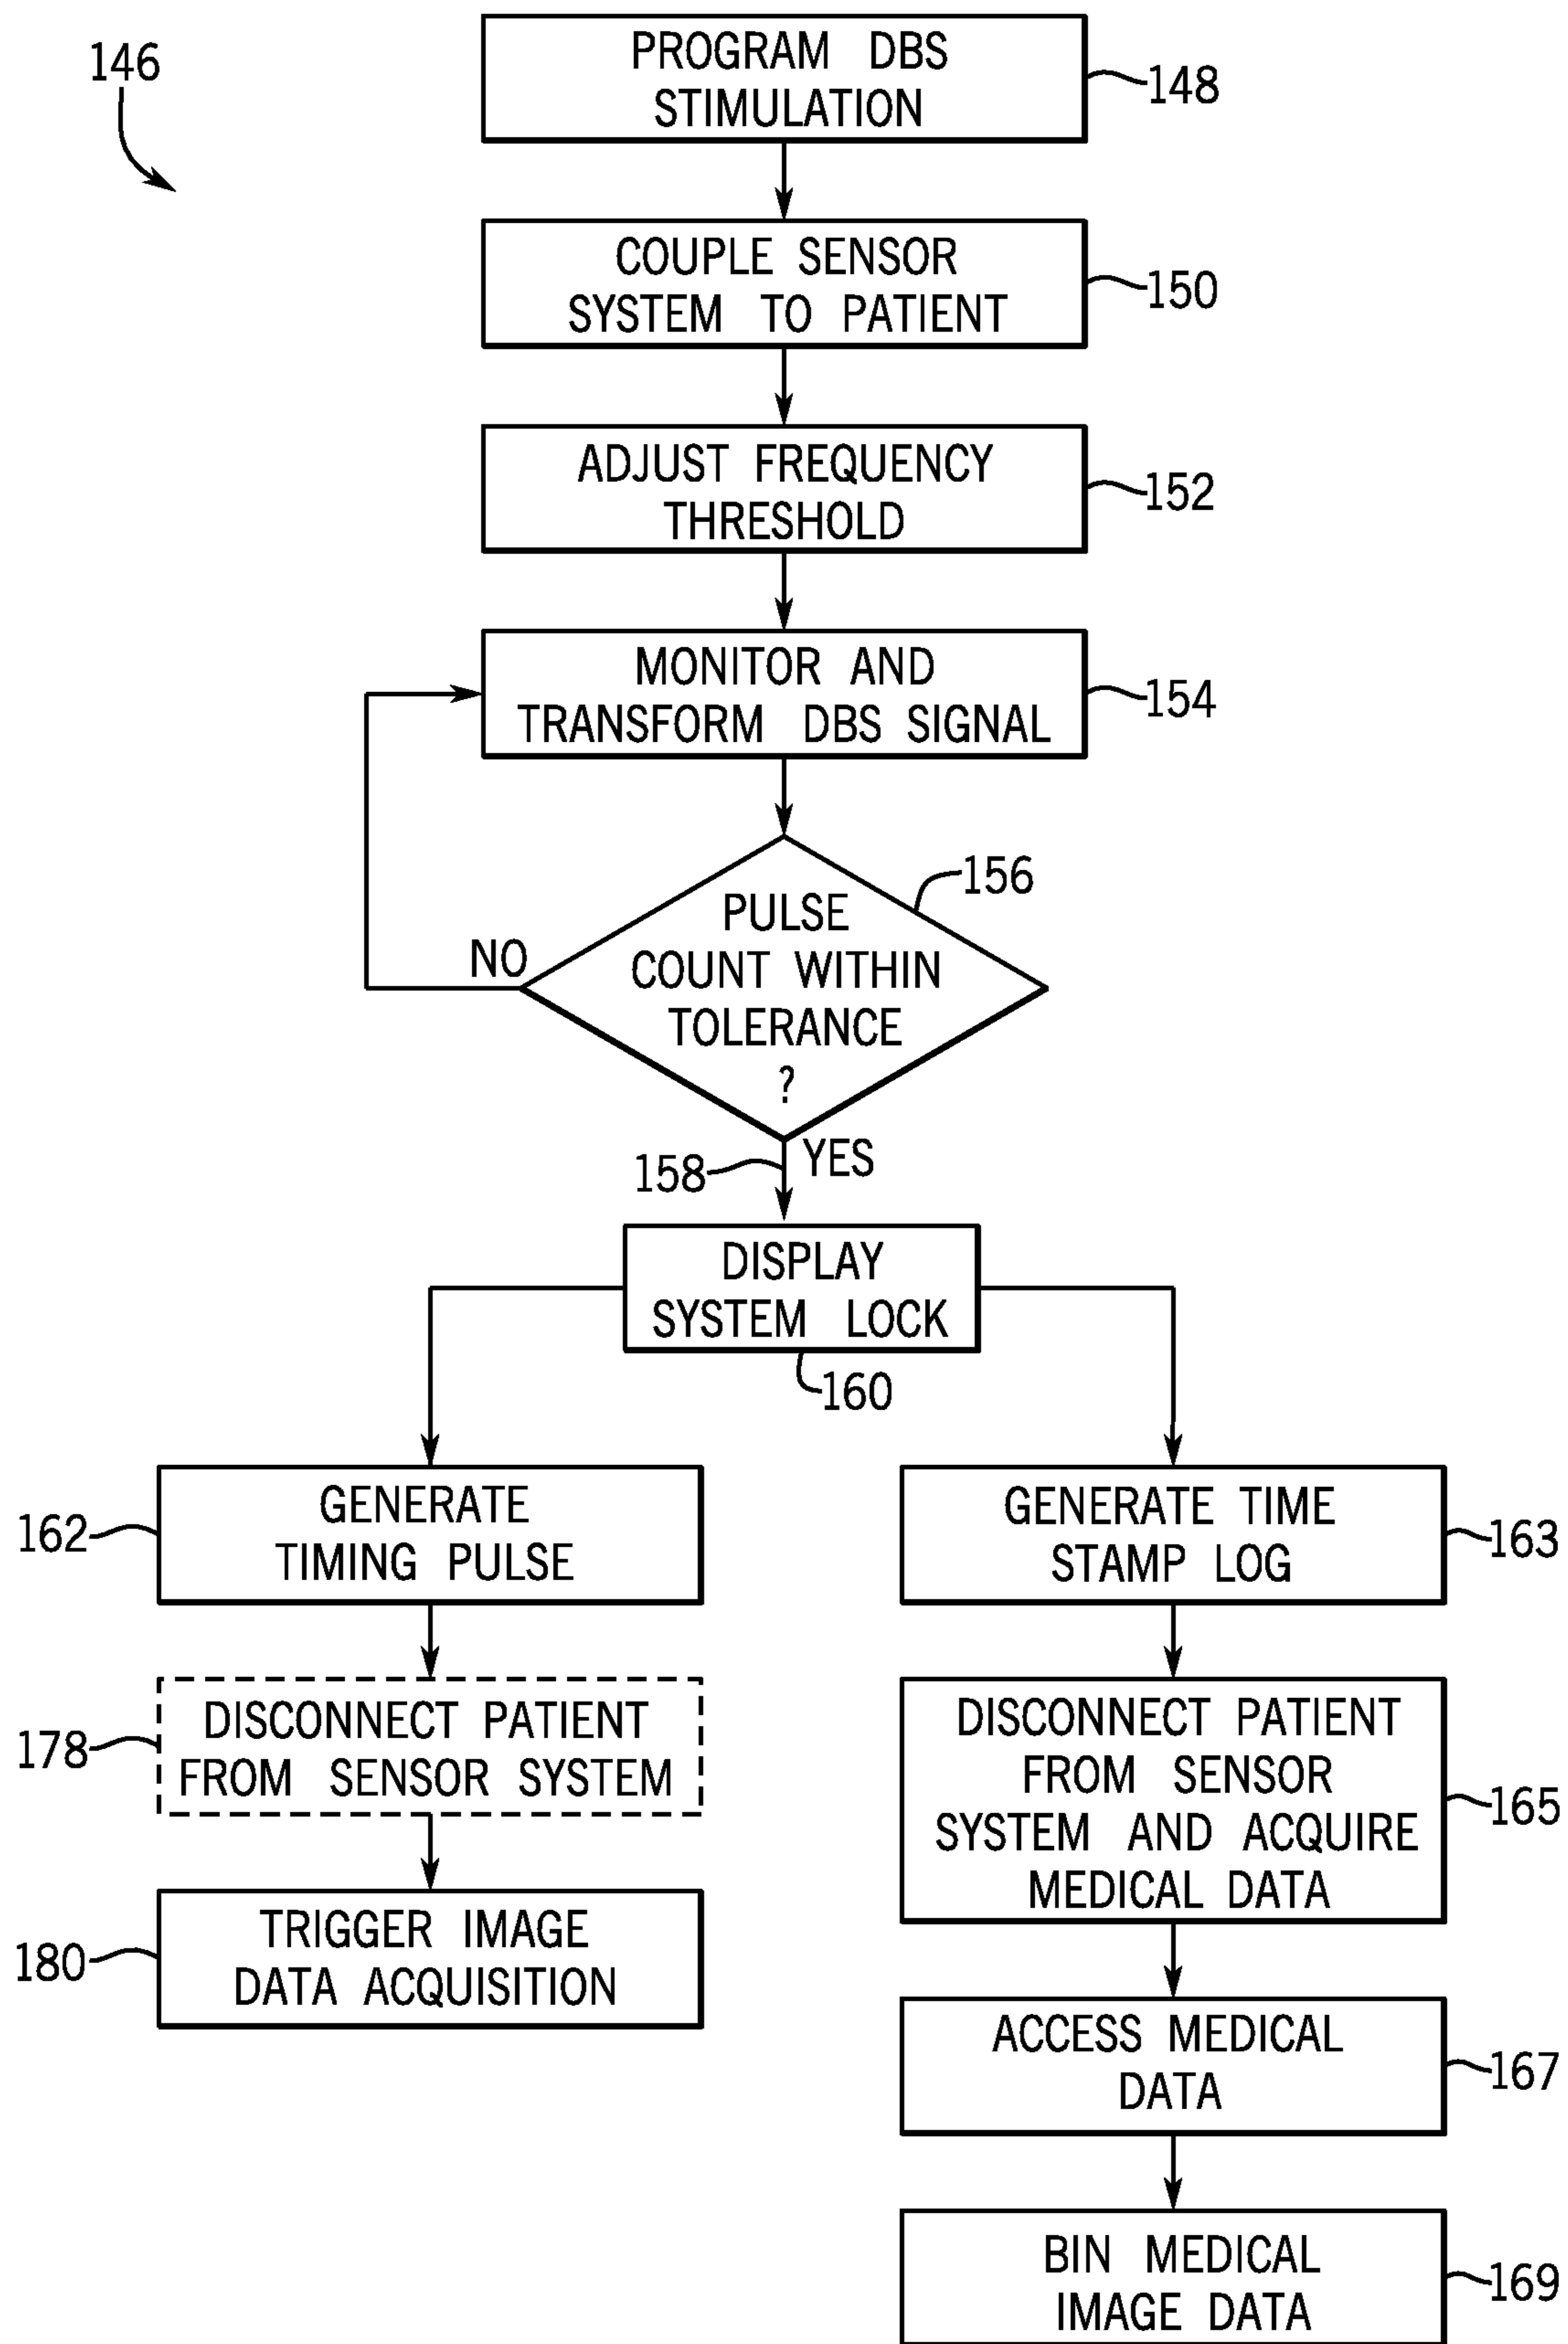 146
PROGRAM DBS
STIMULATION
148
COUPLE SENSOR
SYSTEM TO PATIENT
150
ADJUST FREQUENCY
THRESHOLD
152
MONITOR AND
TRANSFORM DBS SIGNAL
154
156
PULSE
COUNT WITHIN
TOLERANCE
?
NO
158
YES
DISPLAY
SYSTEM LOCK
160
GENERATE
TIMING PULSE
162
GENERATE TIME
STAMP LOG
163
DISCONNECT PATIENT
FROM SENSOR SYSTEM
178
DISCONNECT PATIENT
FROM SENSOR
SYSTEM AND ACQUIRE
MEDICAL DATA
165
TRIGGER IMAGE
DATA ACQUISITION
180
ACCESS MEDICAL
DATA
167
BIN MEDICAL
IMAGE DATA
169